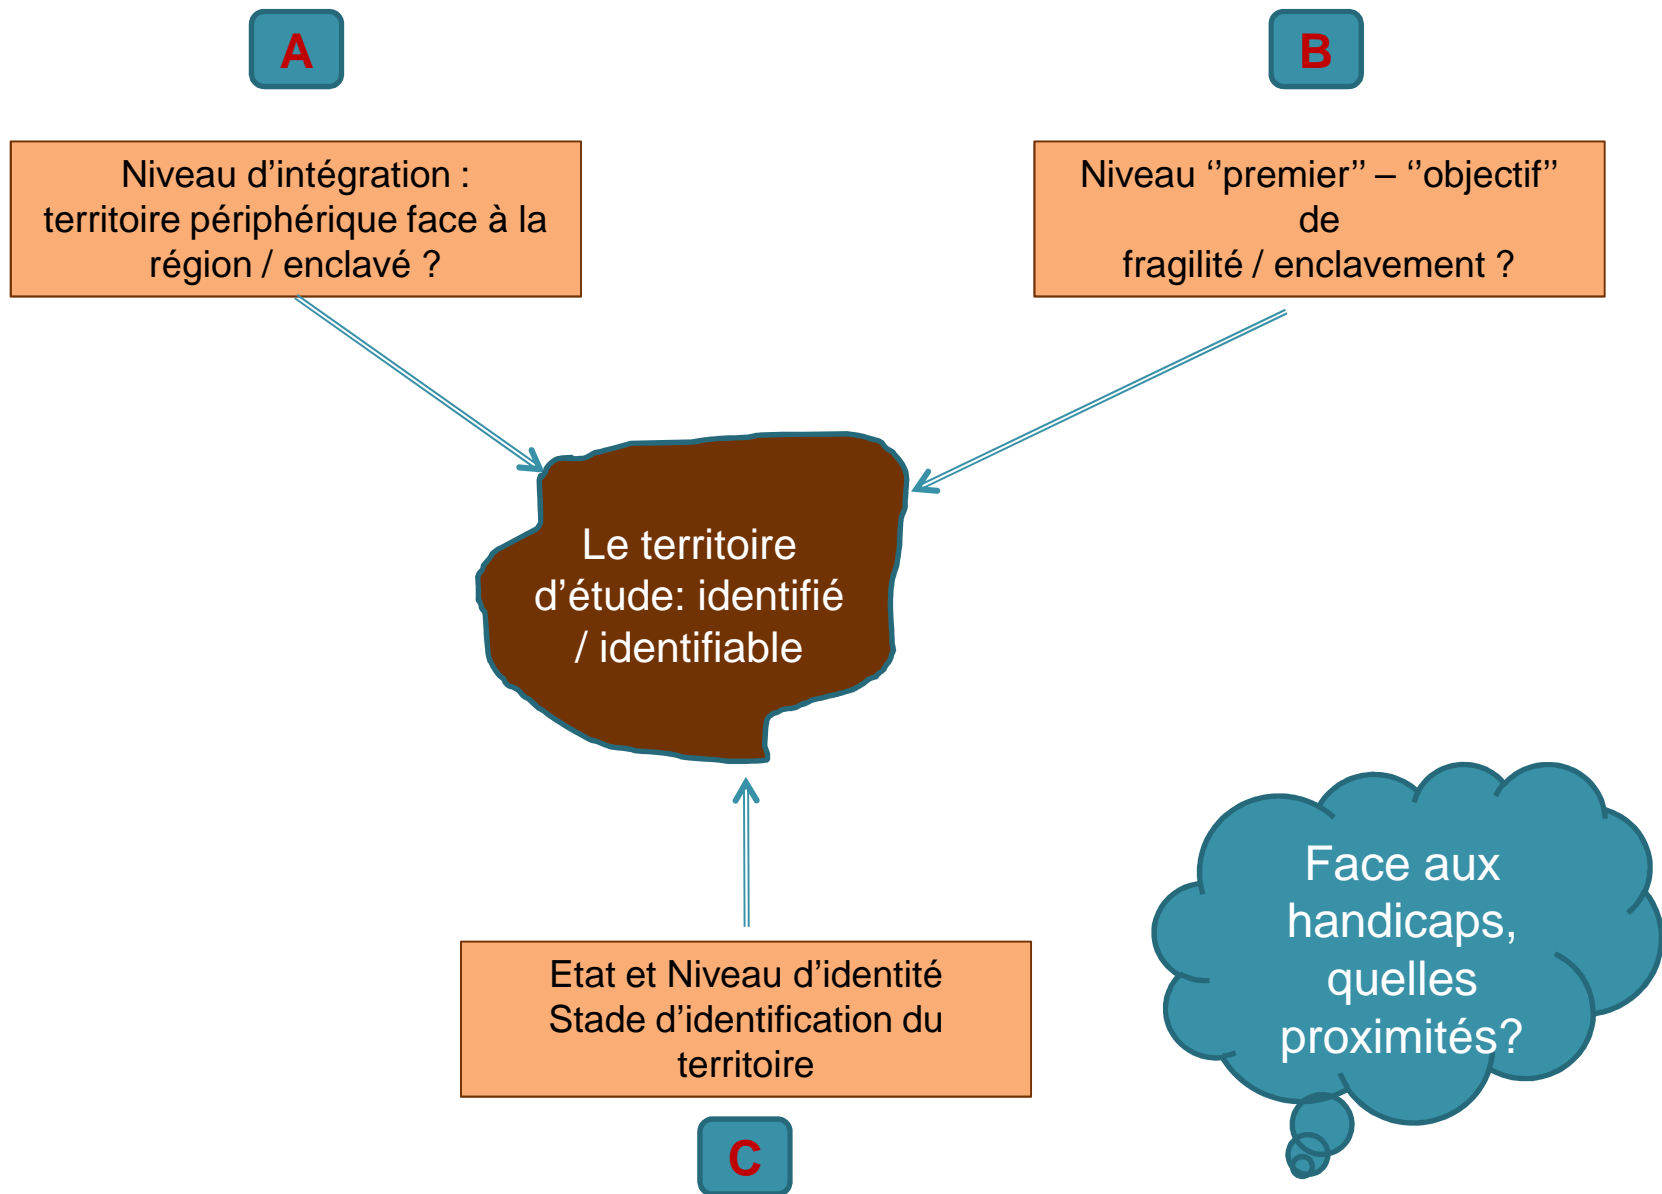 A
B
Niveau d’intégration :
territoire périphérique face à la
région / enclavé ?
Niveau ‘’premier’’ – ‘’objectif’’
de
fragilité / enclavement ?
Le territoire
d’étude: identifié
/ identifiable
Etat et Niveau d’identité
Stade d’identification du
territoire
C
Face aux
handicaps,
quelles
proximités?